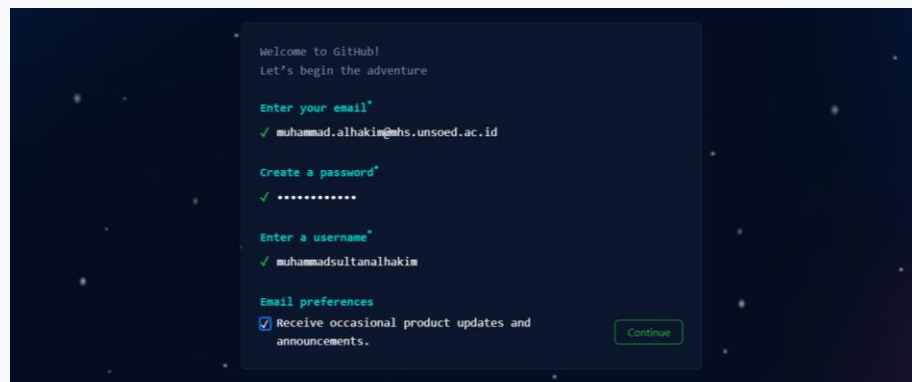 Welcome to GitHub!
Let's begin the adventure
Enter your email*
✓ muhammad.alhakim@mhs.unsoed.ac.id
Create a password*
✓ ••••••••••••
Enter a username*
✓ muhammadsultanalhakim
Email preferences
Receive occasional product updates and
announcements.
Continue